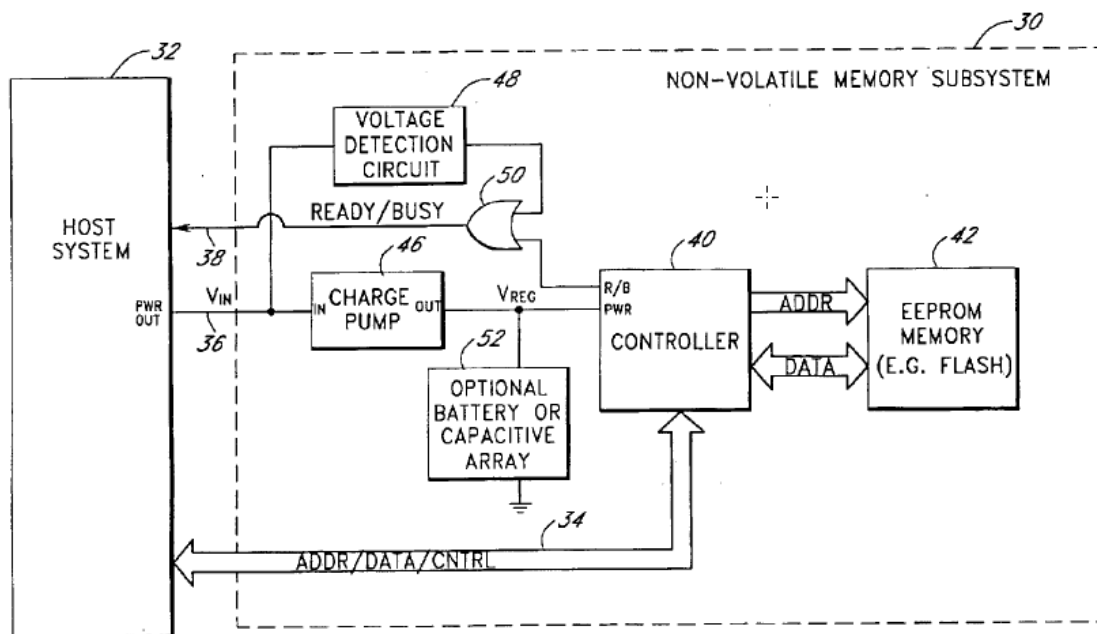 32
30
NON-VOLATILE MEMORY SUBSYSTEM
48
VOLTAGE
DETECTION
CIRCUIT
50
READY/BUSY
38
HOST
SYSTEM
46
40
42
PWR
OUT
VIN
36
IN
CHARGE
PUMP
OUT
VREG
R/B
PWR
CONTROLLER
ADDR
DATA
EEPROM
MEMORY
(E.G. FLASH)
52
OPTIONAL
BATTERY OR
CAPACITIVE
ARRAY
34
ADDR/DATA/CNTRL